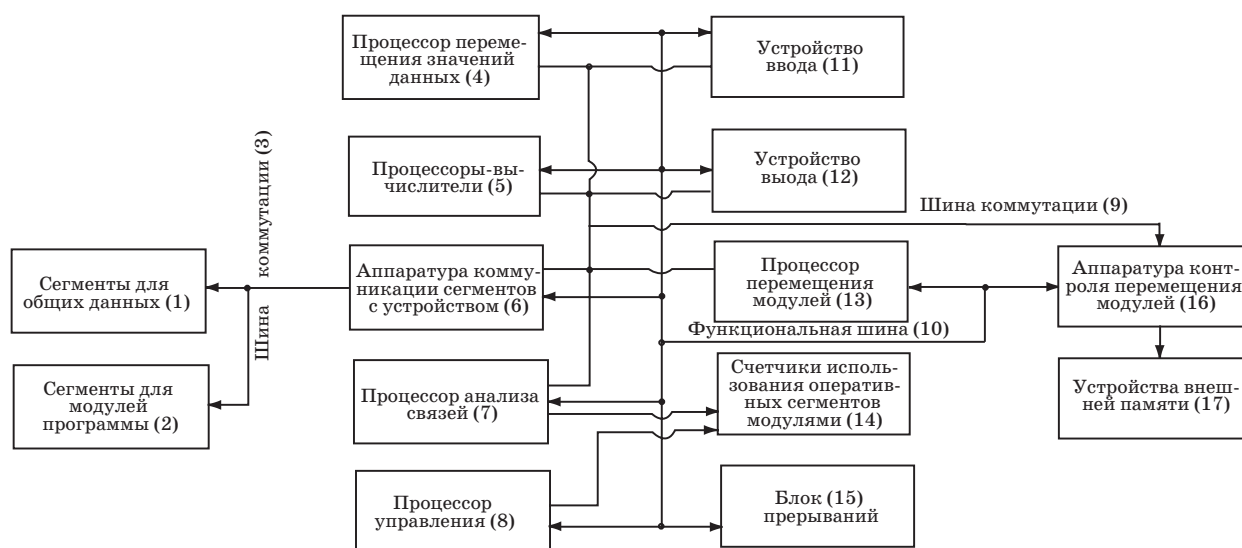 Процессор переме-
щения значений
данных (4)
Устройство
ввода (11)
Процессоры-вы-
числители (5)
Устройство
выода (12)
Шина коммутации (3)
Шина коммутации (9)
Сегменты для
общих данных (1)
Аппаратура комму-
никации сегментов
с устройством (6)
Процессор
перемещения
модулей (13)
Аппаратура конт-
роля перемещения
модулей (16)
Функциональная шина (10)
Сегменты для
модулей
программы (2)
Процессор анализа
связей (7)
Счетчики исполь-
зования оператив-
ных сегментов
модулями (14)
Устройства внеш-
ней памяти (17)
Процессор
управления (8)
Блок (15)
прерываний